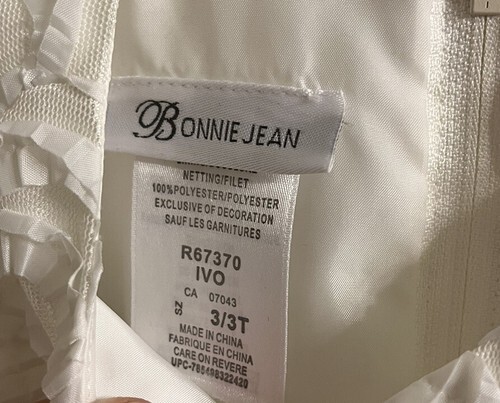 BONNIE JEAN
NETTING/FILET
100%POLYESTER/POLYESTER
EXCLUSIVE OF DECORATION
SAUF LES GARNITURES
R67370
IVO
CA 07043
SZ 3/3T
MADE IN CHINA
FABRIQUE EN CHINA
CARE ON REVERE